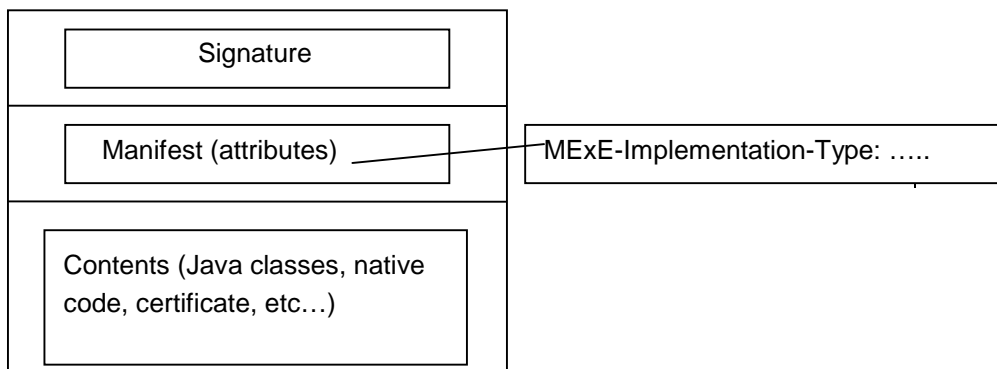 Signature
Manifest (attributes)
MExE-Implementation-Type: …..
Contents (Java classes, native
code, certificate, etc…)